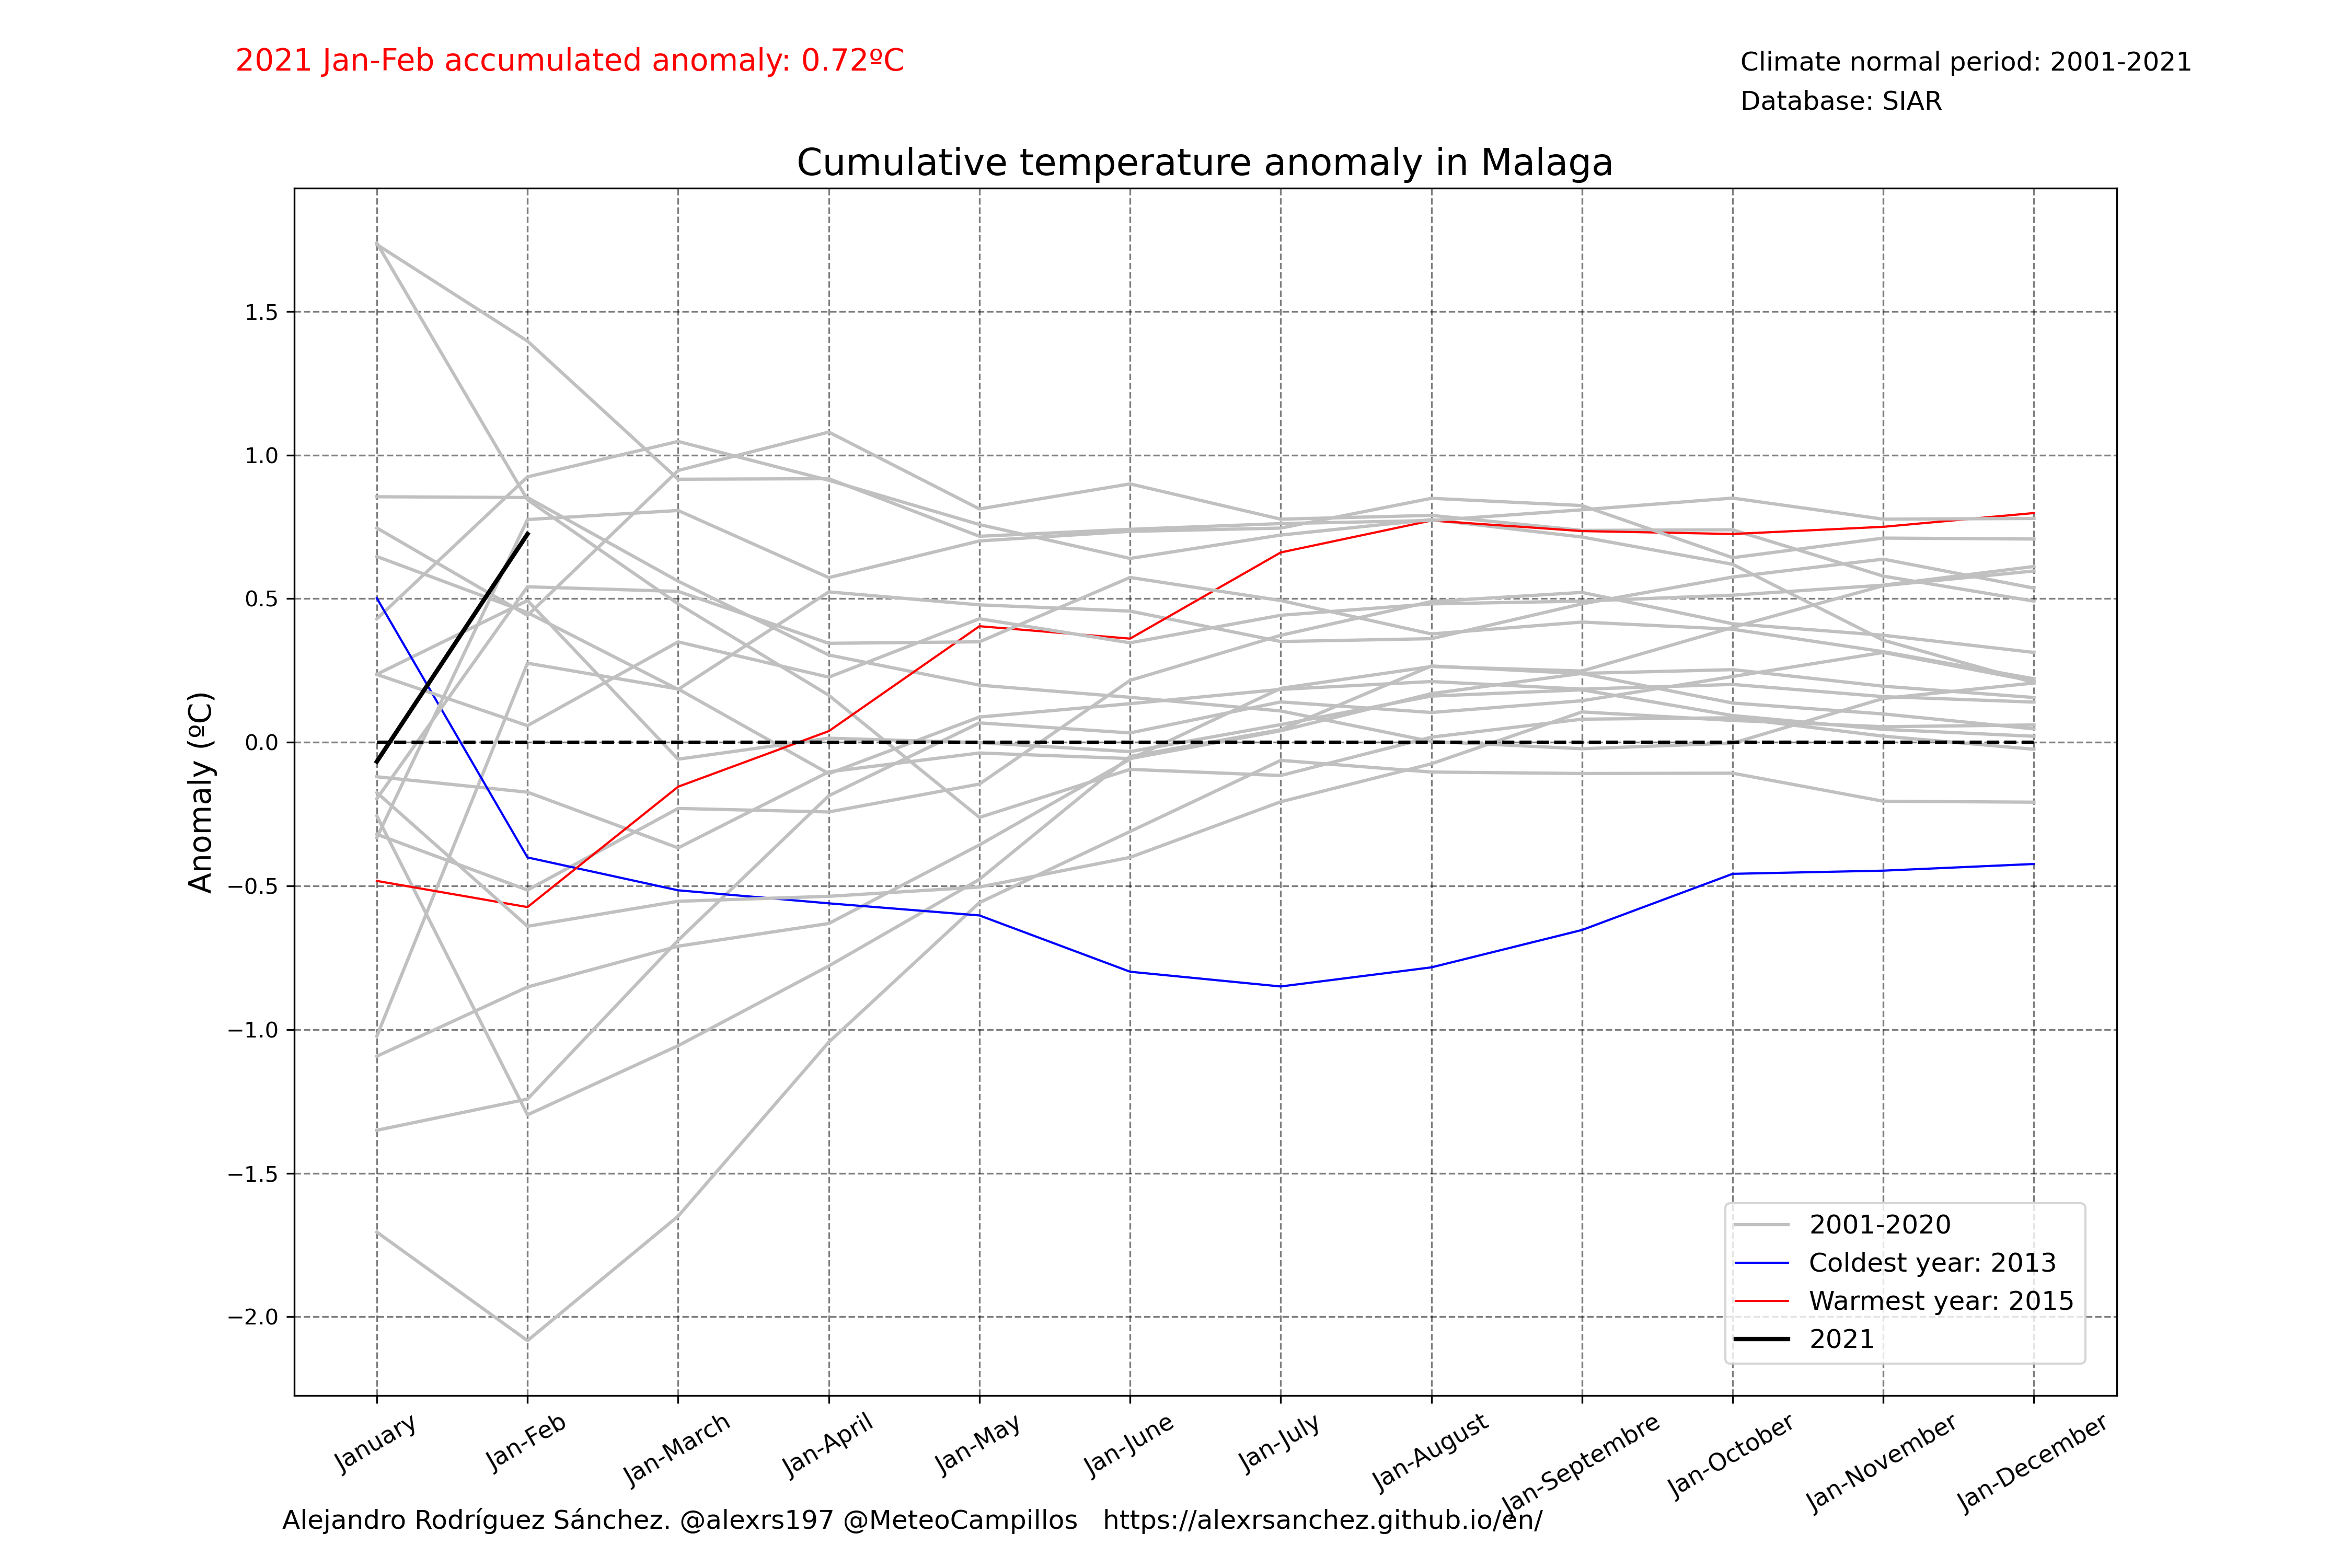 2021 Jan-Feb accumulated anomaly: 0.72ºC
Climate normal period: 2001-2021
Database: SIAR
Cumulative temperature anomaly in Malaga
Anomaly (ºC)
1.5
1.0
0.5
0.0
−0.5
−1.0
−1.5
−2.0
2001-2020
Coldest year: 2013
Warmest year: 2015
2021
January
Jan-Feb
Jan-March
Jan-April
Jan-May
Jan-June
Jan-July
Jan-August
Jan-Septembre
Jan-October
Jan-November
Jan-December
Alejandro Rodríguez Sánchez. @alexrs197 @MeteoCampillos https://alexrsanchez.github.io/en/